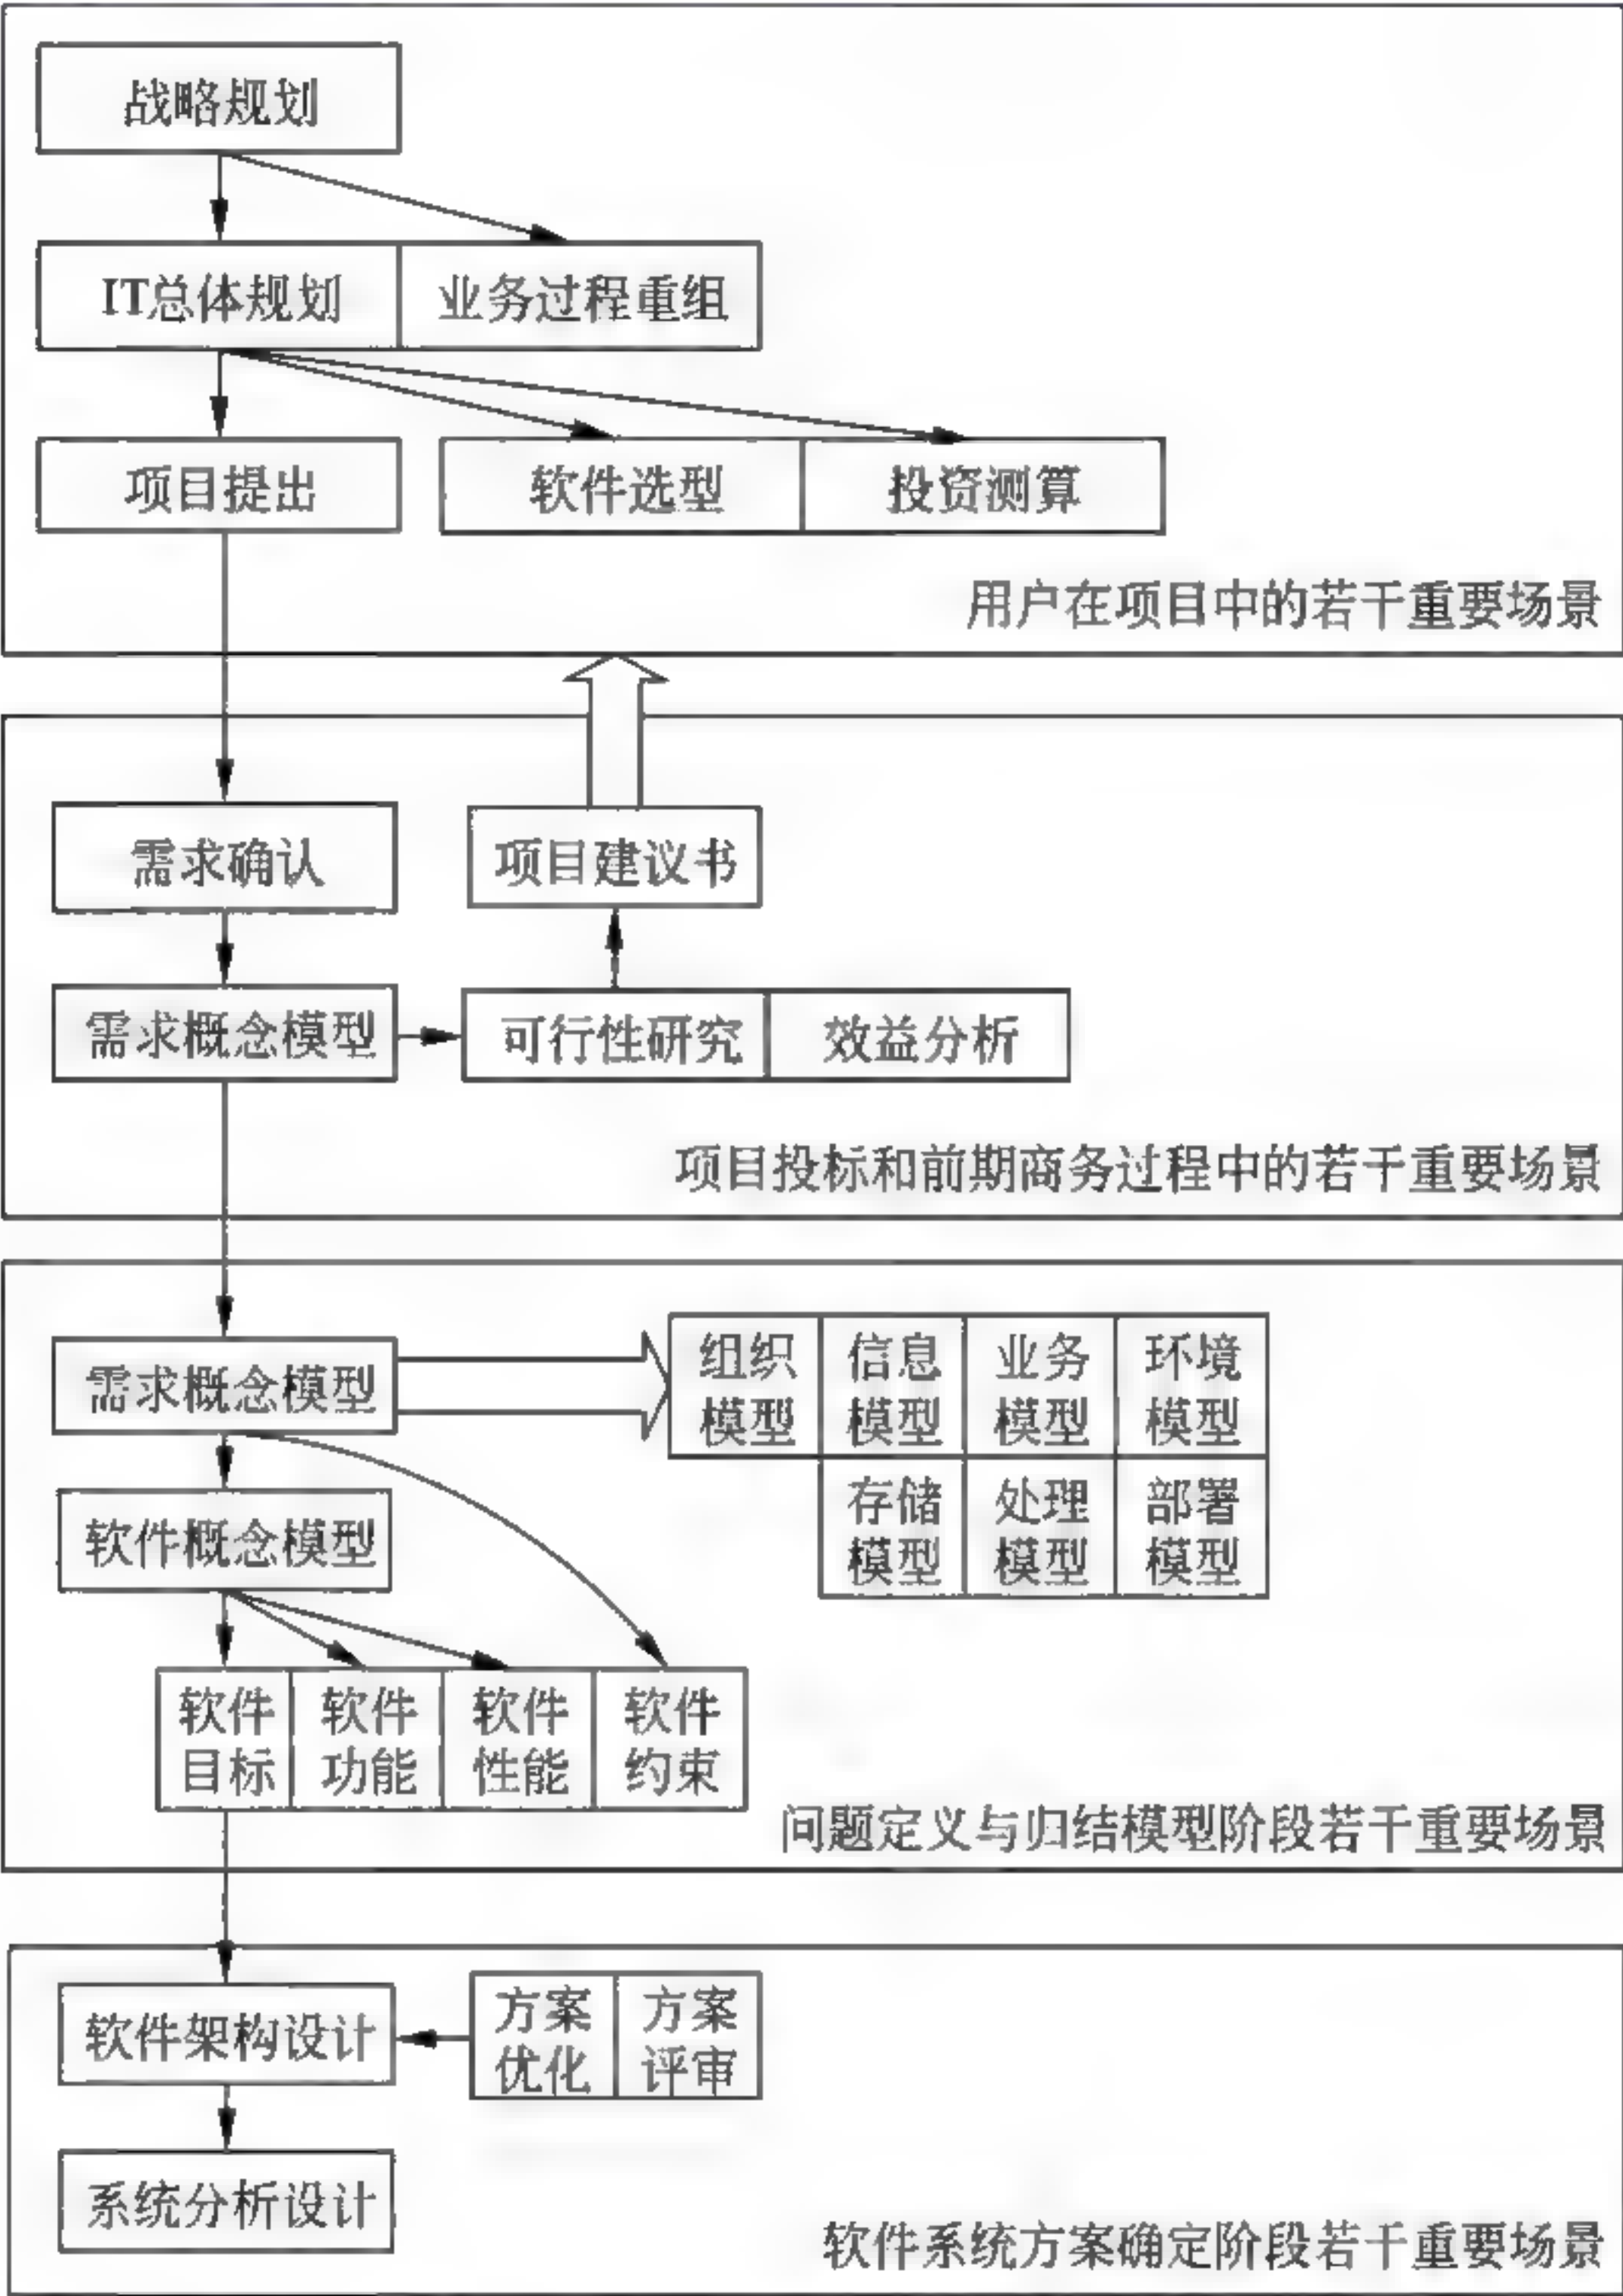 战略规划
IT总体规划
业务过程重组
项目提出
软件选型
投资测算
用户在项目中的若干重要场景
需求确认
项目建议书
需求概念模型
可行性研究
效益分析
项目投标和前期商务过程中的若干重要场景
需求概念模型
组织
模型
信息
模型
业务
模型
环境
模型
存储
模型
处理
模型
部署
模型
软件概念模型
软件
目标
软件
功能
软件
性能
软件
约束
问题定义与归结模型阶段若干重要场景
软件架构设计
方案
优化
方案
评审
系统分析设计
软件系统方案确定阶段若干重要场景